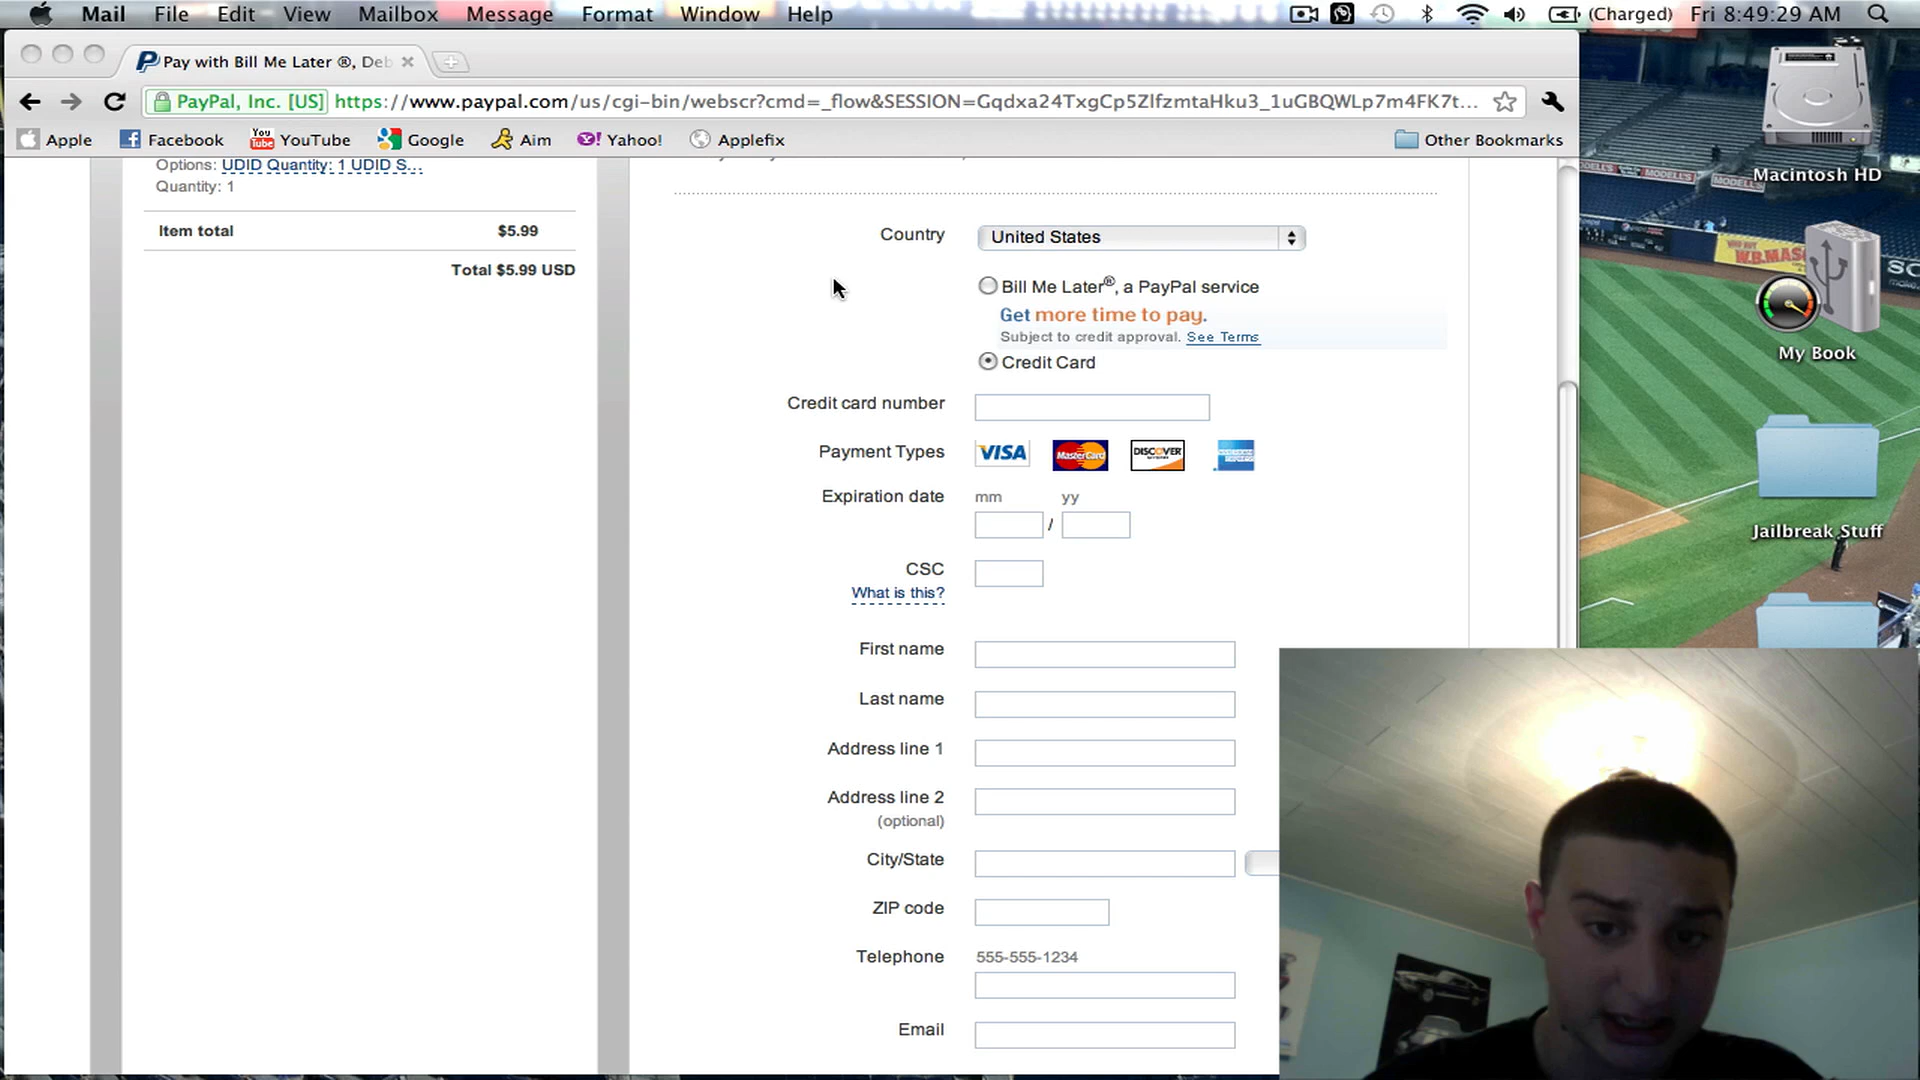 Mail File Edit View Mailbox Message Format Window Help (Charged) Fri 8:49:29 AM
Pay with Bill Me Later ®, Deb
PayPal, Inc. [US] https://www.paypal.com/us/cgi-bin/webscr?cmd=_flow&SESSION=Gqdxa24TxgCp5ZlfzmtaHku3_1uGBQWLp7m4FK7t...
Apple Facebook YouTube Google Aim Yahoo! Applefix Other Bookmarks
Options: UDID Quantity: 1 UDID S...
Quantity: 1
Item total $5.99
Total $5.99 USD
Country United States
Bill Me Later®, a PayPal service
Get more time to pay.
Subject to credit approval. See Terms
Credit Card
Credit card number
Payment Types VISA MasterCard DISCOVER
Expiration date mm yy
/
CSC
What is this?
First name
Last name
Address line 1
Address line 2
(optional)
City/State
ZIP code
Telephone 555-555-1234
Email
Macintosh HD
My Book
Jailbreak Stuff